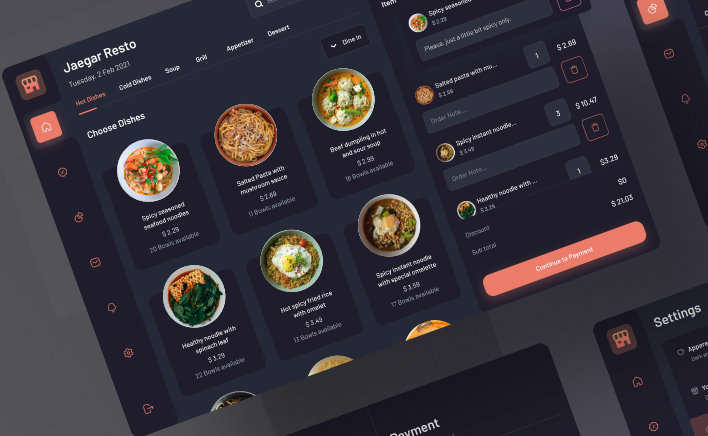 Jaegar Resto
Tuesday, 2 Feb 2021
Hot Dishes
Cold Dishes
Soup
Grill
Appetizer
Dessert
Choose Dishes
Dine In
Spicy seasoned
seafood noodles
$ 2.29
20 Bowls available
Salted Pasta with
mushroom sauce
$ 2.69
11 Bowls available
Beef dumpling in hot
and sour soup
$ 2.99
16 Bowls available
Healthy noodle with
spinach leaf
$ 3.29
22 Bowls available
Hot spicy fried rice
with omelet
$ 3.49
13 Bowls available
Spicy instant noodle
with special omelette
$ 3.59
17 Bowls available
Item
Spicy seasoned
$ 2.29
Please, just a little bit spicy only.
Salted pasta with mu...
$ 2.69
1
$ 2.69
Order Note...
Spicy instant noodle...
$ 3.49
3
$ 10.47
Order Note...
Healthy noodle with ...
$ 3.29
1
$3.29
Discount
$0
Sub total
$ 21,03
Continue to Payment
Payment
Settings